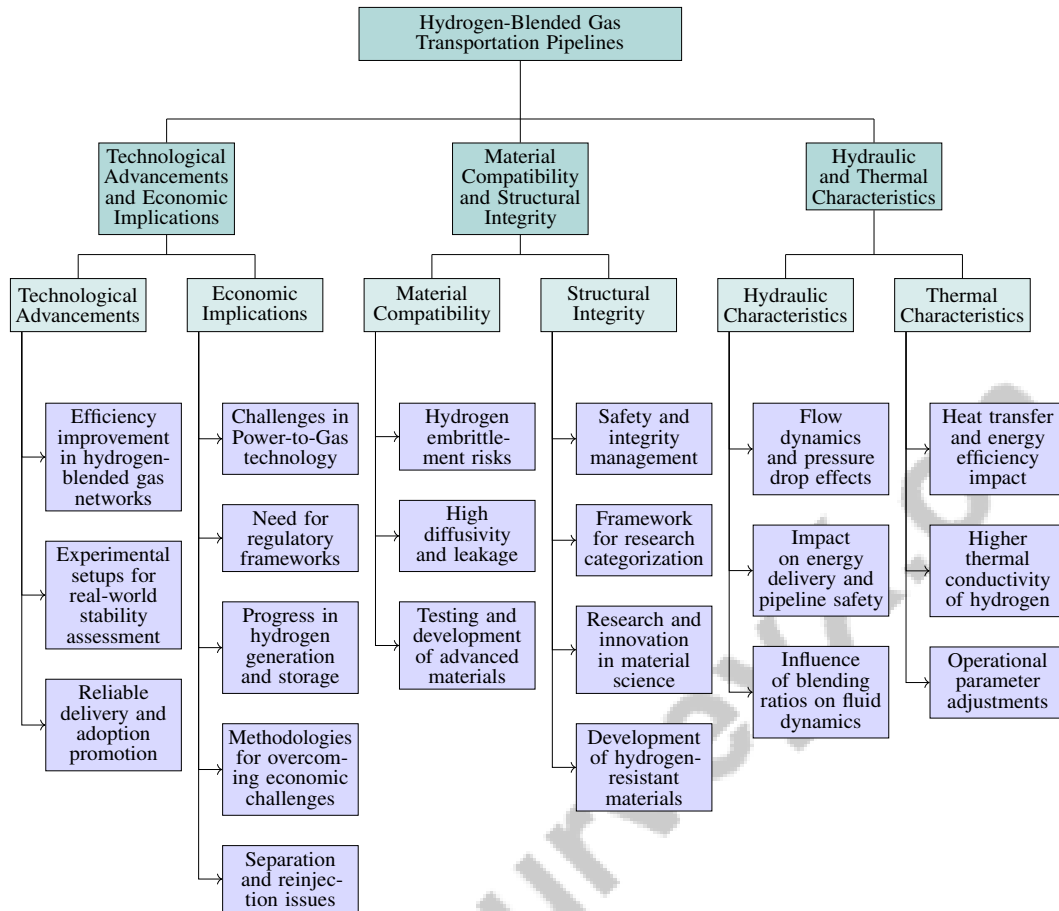 Hydrogen-Blended Gas
Transportation Pipelines
Technological
Advancements
and Economic
Implications
Material
Compatibility
and Structural
Integrity
Hydraulic
and Thermal
Characteristics
Technological
Advancements
Economic
Implications
Material
Compatibility
Structural
Integrity
Hydraulic
Characteristics
Thermal
Characteristics
Efficiency
improvement
in hydrogen-
blended gas
networks
Experimental
setups for
real-world
stability
assessment
Reliable
delivery and
adoption
promotion
Challenges in
Power-to-Gas
technology
Need for
regulatory
frameworks
Progress in
hydrogen
generation
and storage
Methodologies
for overcom-
ing economic
challenges
Separation
and reinjec-
tion issues
Hydrogen
embrittle-
ment risks
High
diffusivity
and leakage
Testing and
development
of advanced
materials
Safety and
integrity
management
Framework
for research
categorization
Research and
innovation
in material
science
Development
of hydrogen-
resistant
materials
Flow
dynamics
and pressure
drop effects
Impact
on energy
delivery and
pipeline safety
Influence
of blending
ratios on fluid
dynamics
Heat transfer
and energy
efficiency
impact
Higher
thermal
conductivity
of hydrogen
Operational
parameter
adjustments